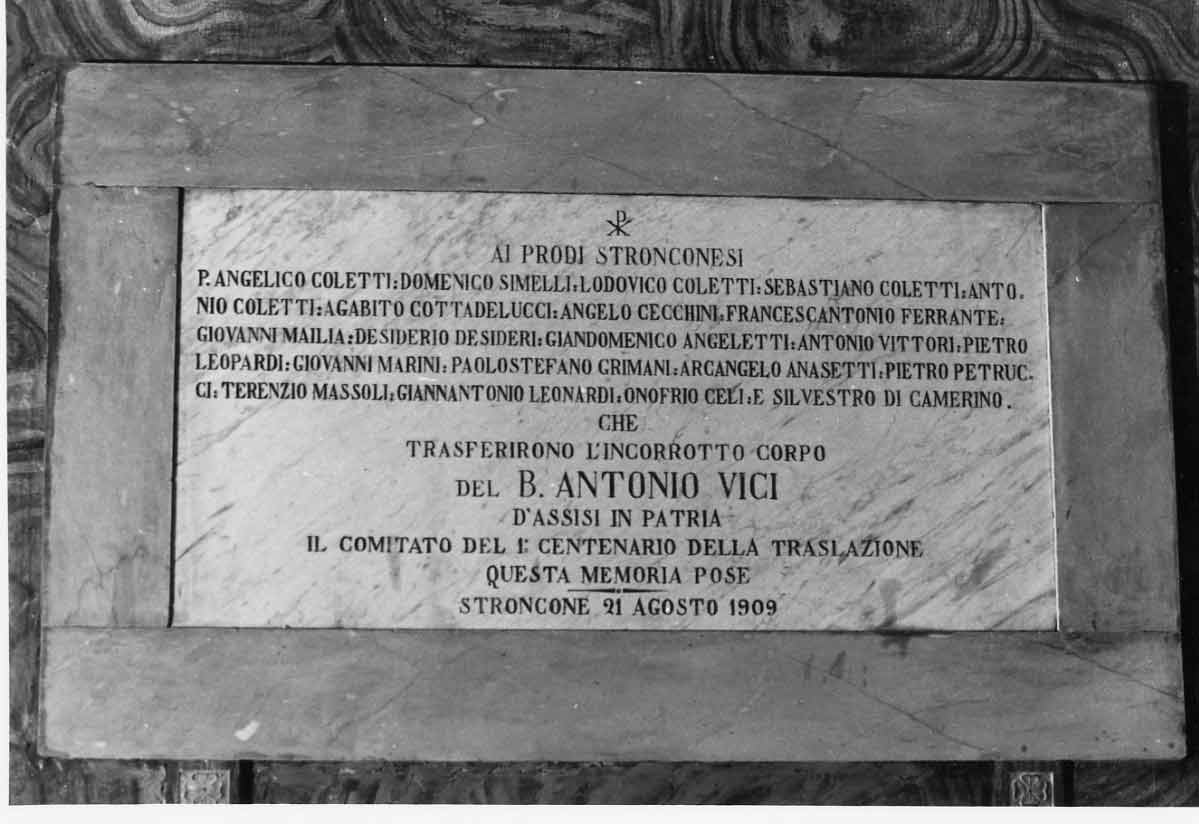 ☧
AI PRODI STRONCONESI
P. ANGELICO COLETTI: DOMENICO SIMELLI: LODOVICO COLETTI: SEBASTIANO COLETTI: ANTO.
NIO COLETTI: AGABITO COTTADELUCCI: ANGELO CECCHINI: FRANCESCANTONIO FERRANTE:
GIOVANNI MAILIA: DESIDERIO DESIDERI: GIANDOMENICO ANGELETTI: ANTONIO VITTORI: PIETRO
LEOPARDI: GIOVANNI MARINI: PAOLOSTEFANO GRIMANI: ARCANGELO ANASETTI: PIETRO PETRUC.
CI: TERENZIO MASSOLI: GIANNANTONIO LEONARDI: ONOFRIO CELI: E SILVESTRO DI CAMERINO.
CHE
TRASFERIRONO L'INCORROTTO CORPO
DEL B. ANTONIO VICI
D'ASSISI IN PATRIA
IL COMITATO DEL 1° CENTENARIO DELLA TRASLAZIONE
QUESTA MEMORIA POSE
STRONCONE 21 AGOSTO 1909